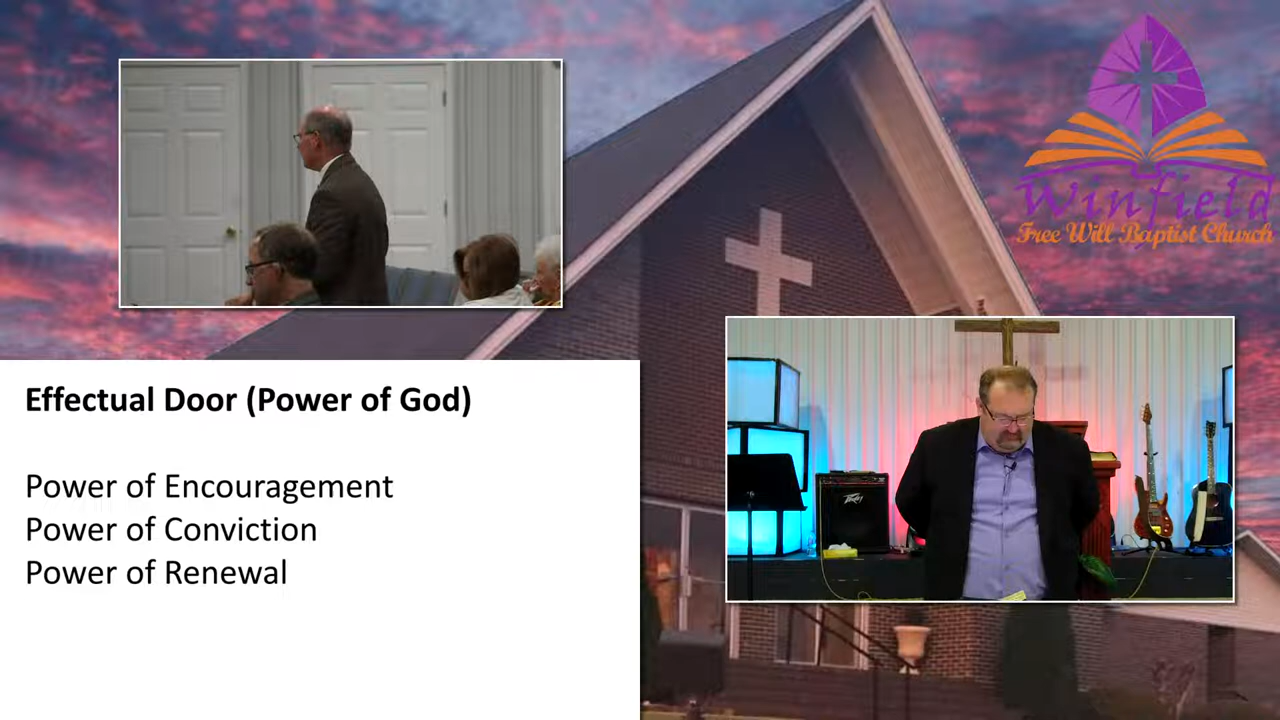 Winfield
Free Will Baptist Church
Effectual Door (Power of God)
Power of Encouragement
Power of Conviction
Power of Renewal
PEAVEY